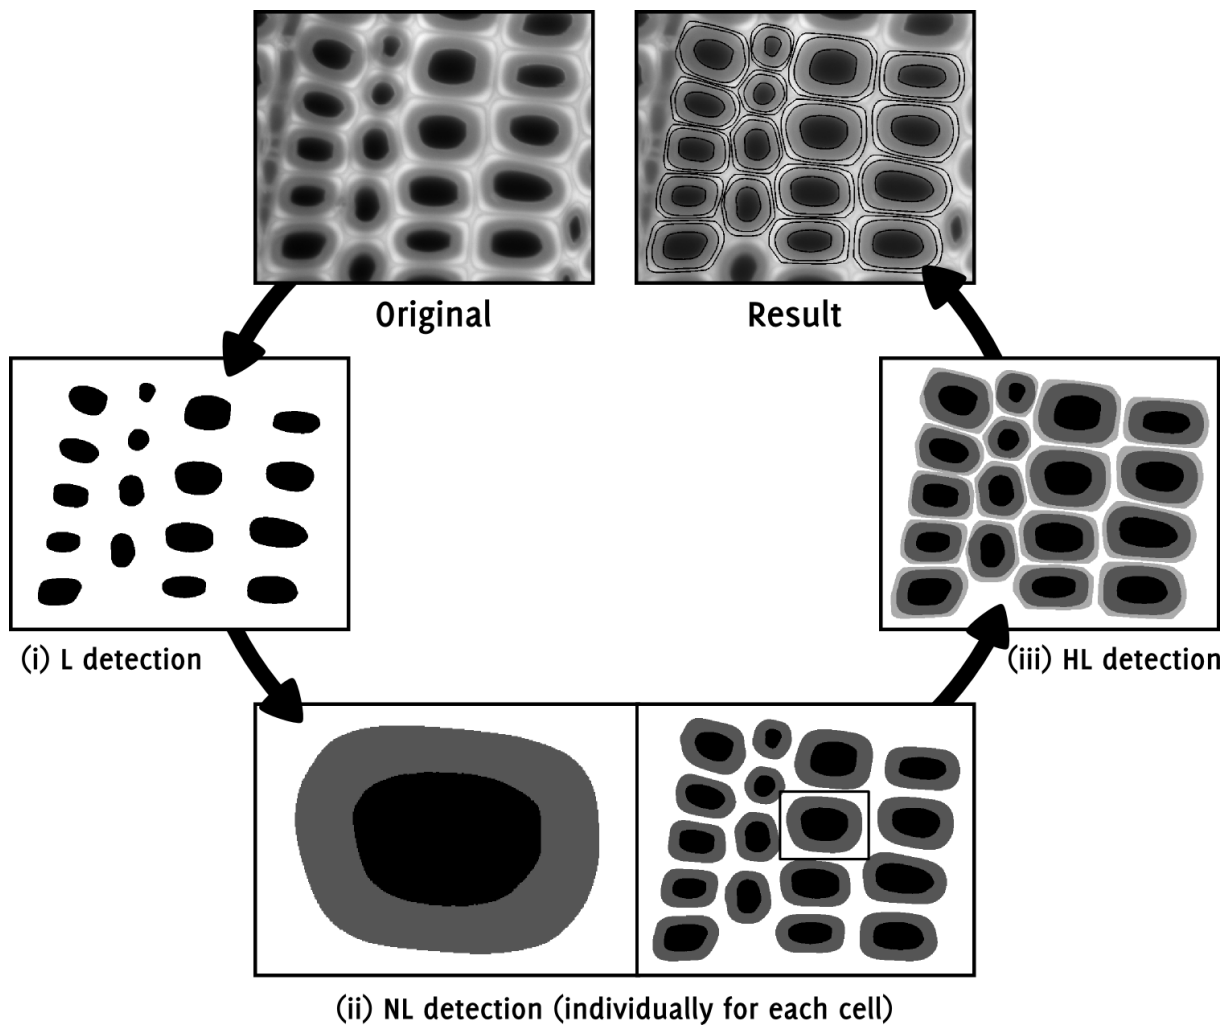 Original
Result
(i) L detection
(iii) HL detection
(ii) NL detection (individually for each cell)